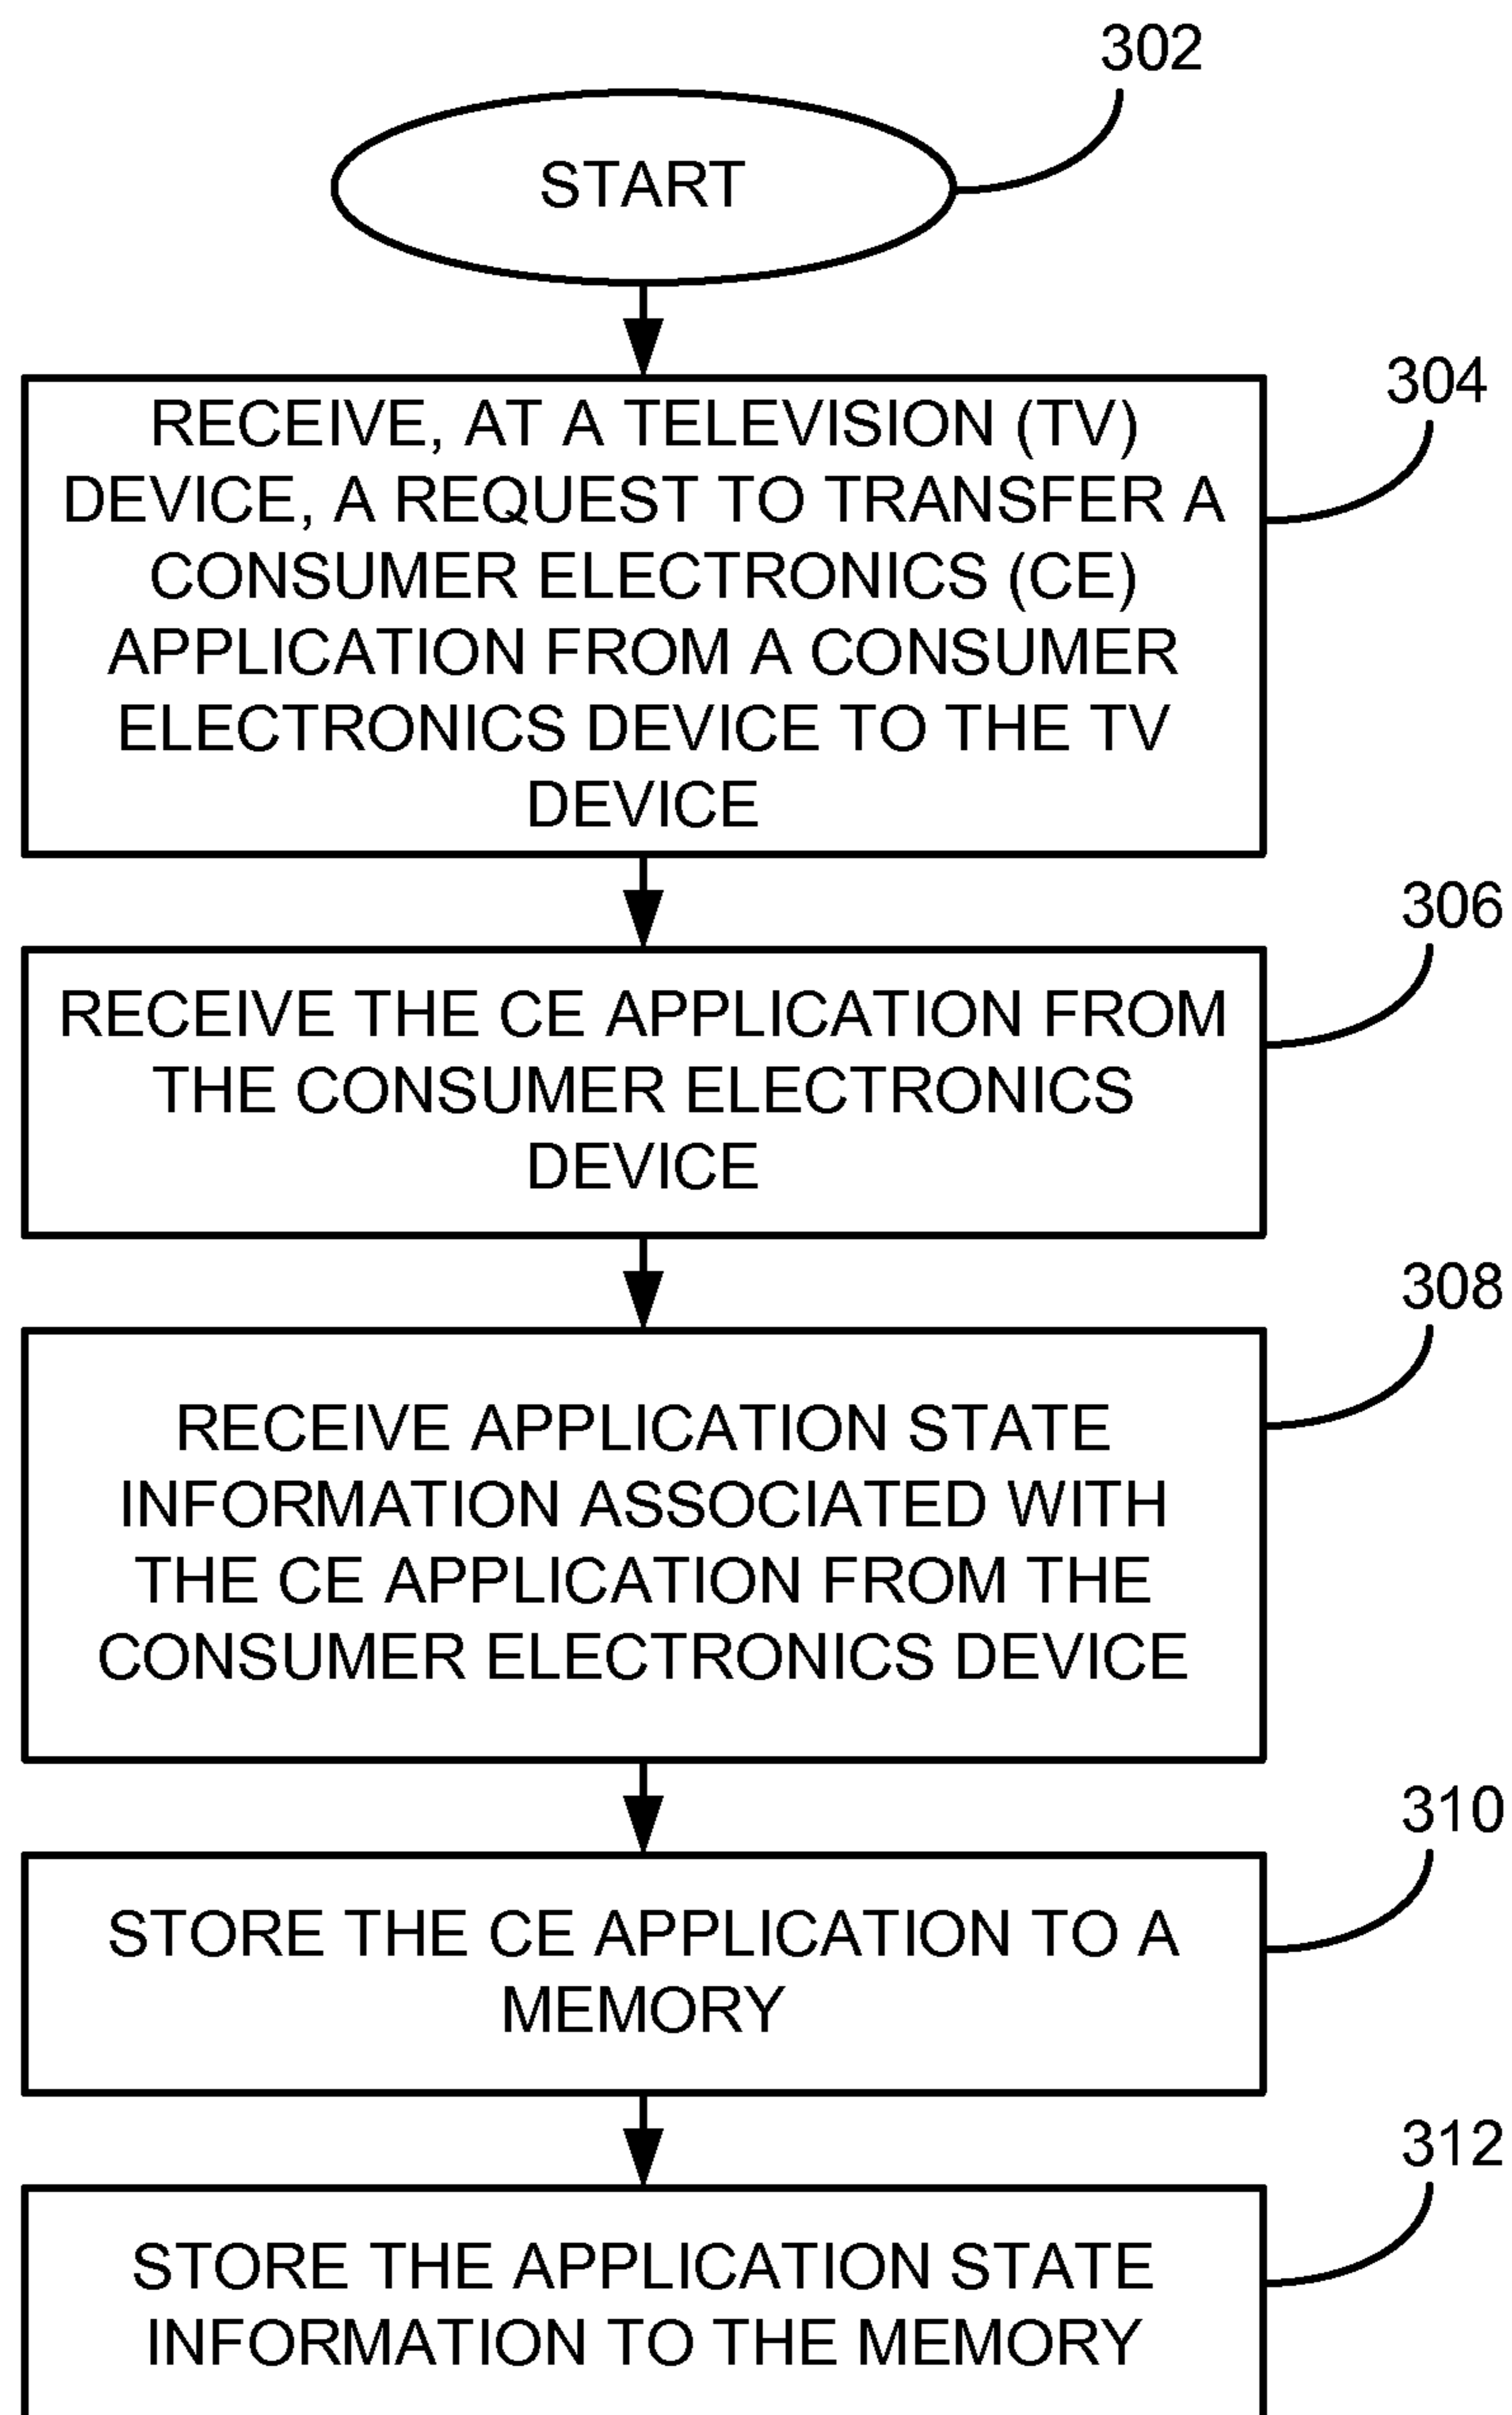 302
START
304
RECEIVE, AT A TELEVISION (TV)
DEVICE, A REQUEST TO TRANSFER A
CONSUMER ELECTRONICS (CE)
APPLICATION FROM A CONSUMER
ELECTRONICS DEVICE TO THE TV
DEVICE
306
RECEIVE THE CE APPLICATION FROM
THE CONSUMER ELECTRONICS
DEVICE
308
RECEIVE APPLICATION STATE
INFORMATION ASSOCIATED WITH
THE CE APPLICATION FROM THE
CONSUMER ELECTRONICS DEVICE
310
STORE THE CE APPLICATION TO A
MEMORY
312
STORE THE APPLICATION STATE
INFORMATION TO THE MEMORY